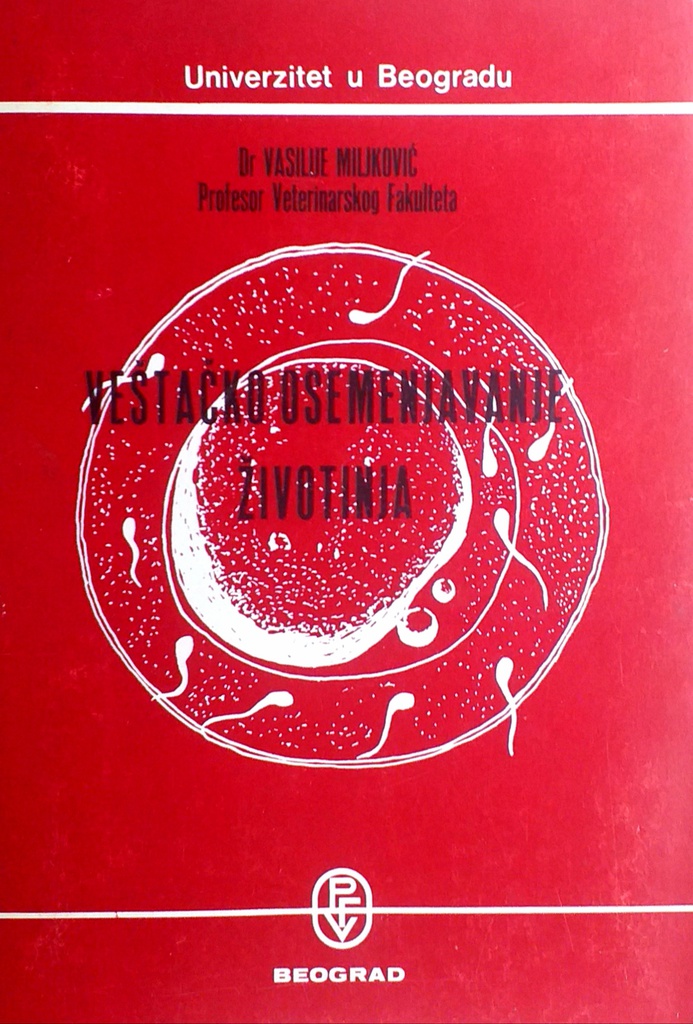 Univerzitet u Beogradu
Dr VASILIJE MILJKOVIĆ
Profesor Veterinarskog Fakulteta
VEŠTAČKO OSEMENJAVANJE
ŽIVOTINJA
BEOGRAD